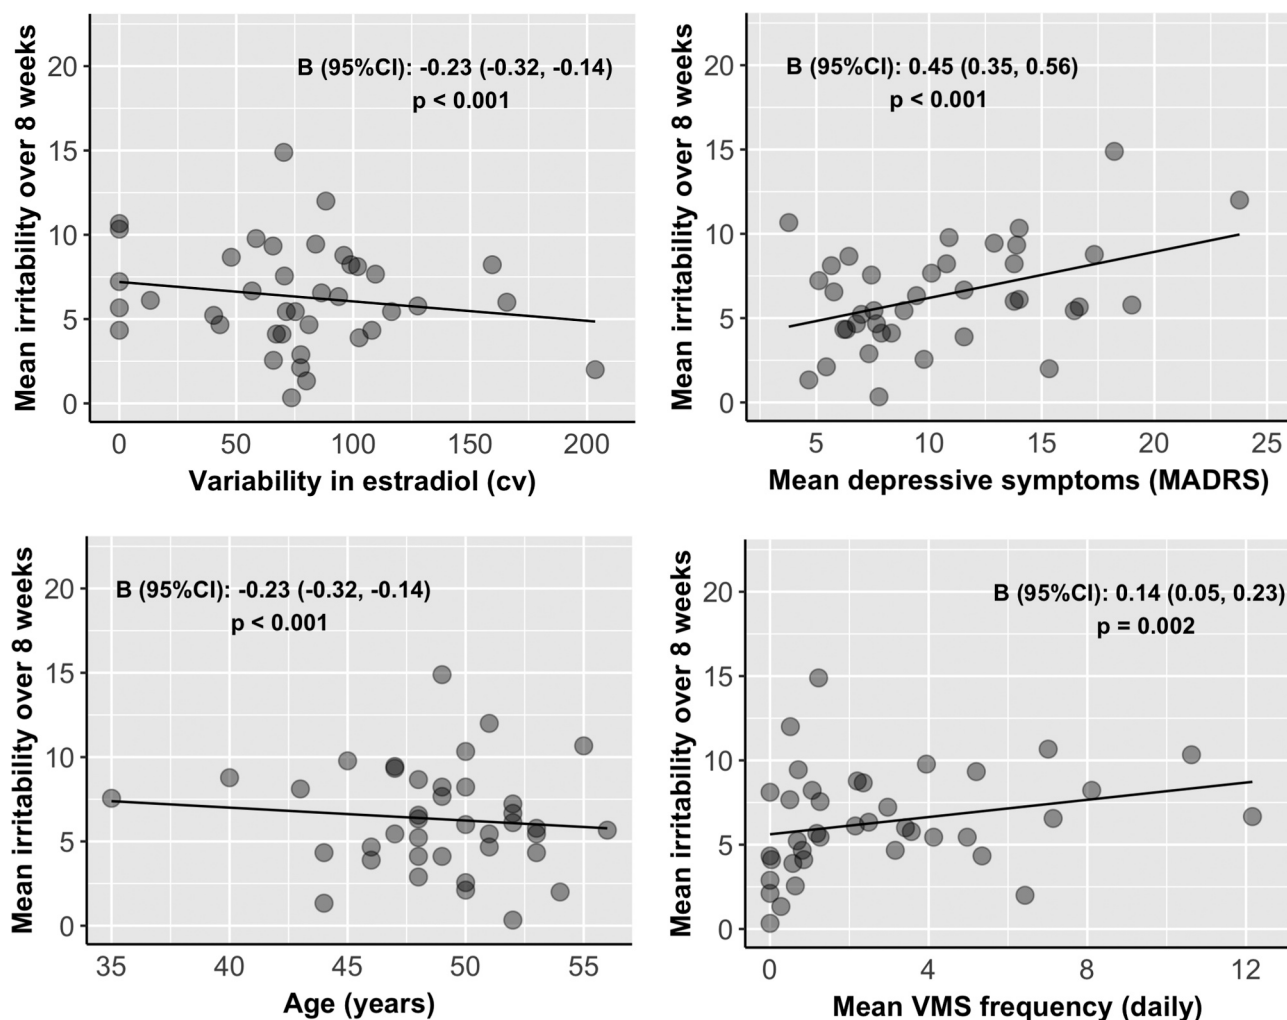 Mean irritability over 8 weeks
20
15
10
5
0
B (95%CI): -0.23 (-0.32, -0.14)
p < 0.001
0 50 100 150 200
Variability in estradiol (cv)
Mean irritability over 8 weeks
20
15
10
5
0
B (95%CI): 0.45 (0.35, 0.56)
p < 0.001
5 10 15 20 25
Mean depressive symptoms (MADRS)
Mean irritability over 8 weeks
20
15
10
5
0
B (95%CI): -0.23 (-0.32, -0.14)
p < 0.001
35 40 45 50 55
Age (years)
Mean irritability over 8 weeks
20
15
10
5
0
B (95%CI): 0.14 (0.05, 0.23)
p = 0.002
0 4 8 12
Mean VMS frequency (daily)